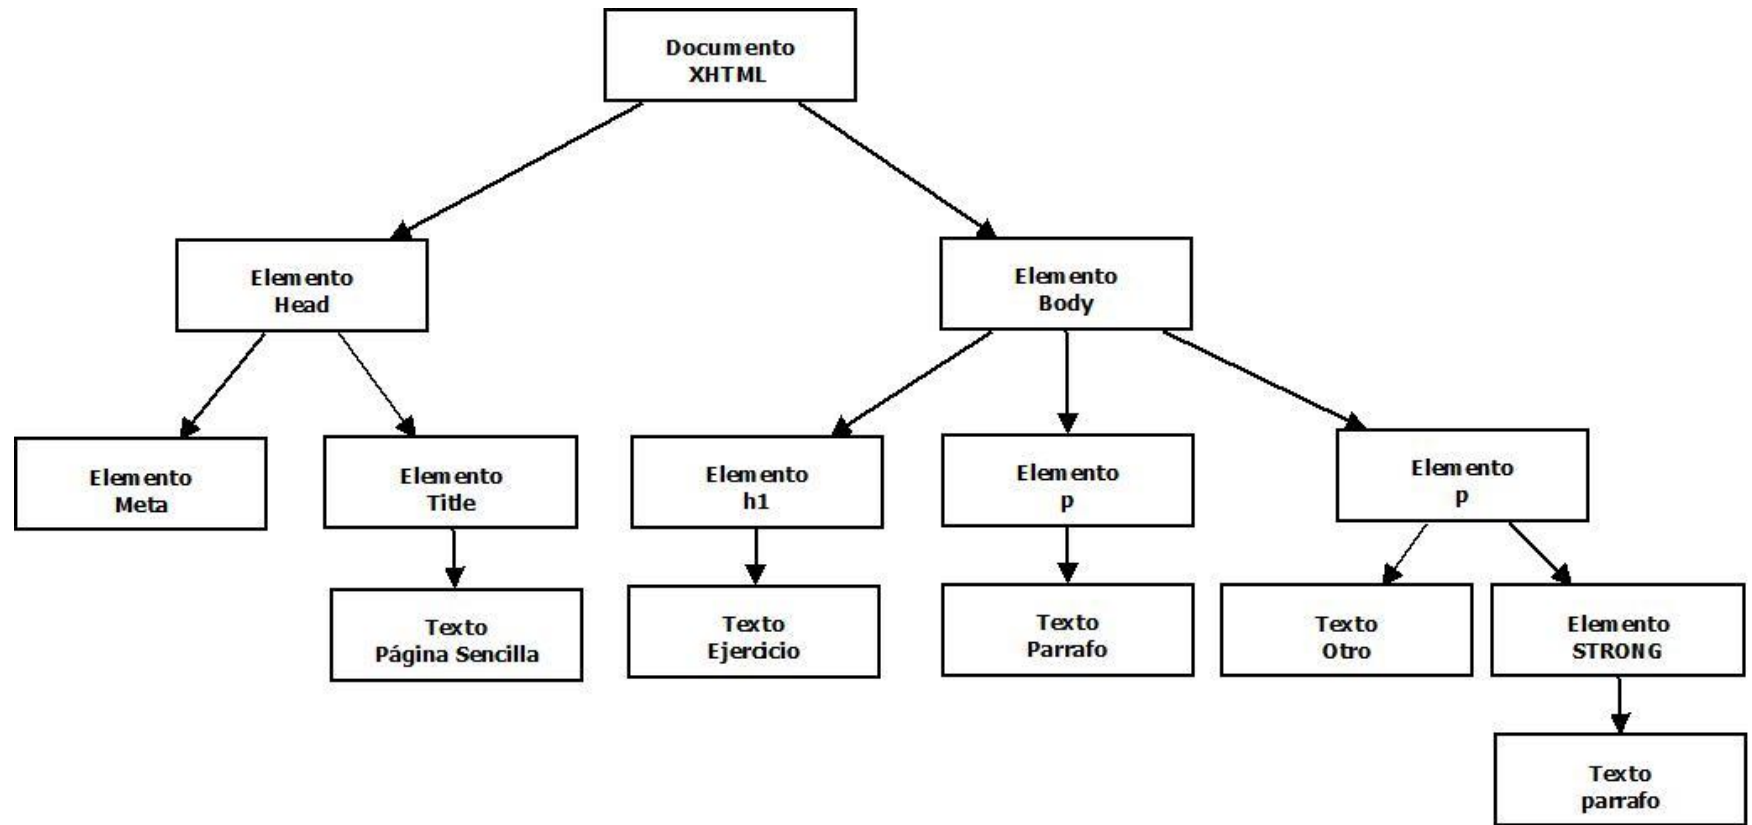 Documento
XHTML
Elemento
Head
Elemento
Body
Elemento
Meta
Elemento
Title
Elemento
h1
Elemento
p
Elemento
p
Texto
Página Sencilla
Texto
Ejercicio
Texto
Parrafo
Texto
Otro
Elemento
STRONG
Texto
parrafo